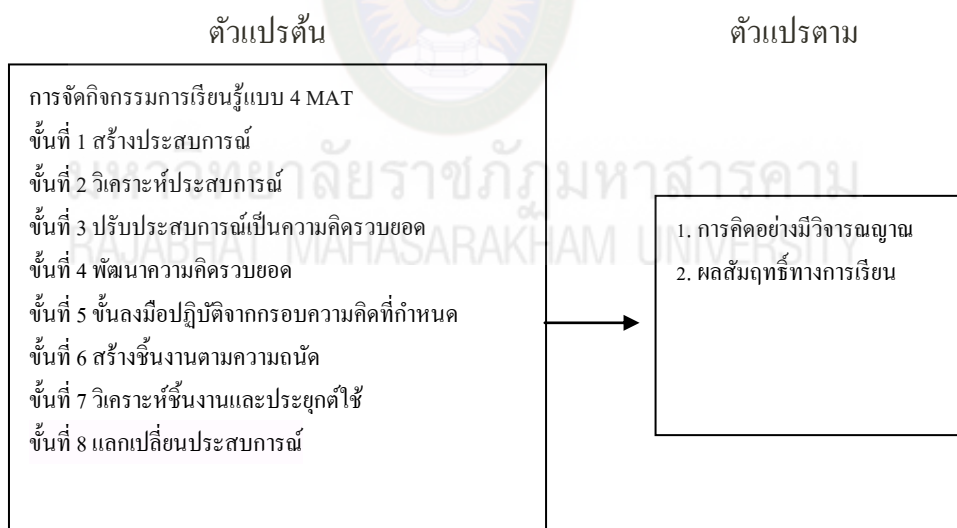 ตัวแปรต้น
ตัวแปรตาม
การจัดกิจกรรมการเรียนรู้แบบ 4 MAT
ขั้นที่ 1 สร้างประสบการณ์
ขั้นที่ 2 วิเคราะห์ประสบการณ์
ขั้นที่ 3 ปรับประสบการณ์เป็นความคิดรวบยอด
ขั้นที่ 4 พัฒนาความคิดรวบยอด
ขั้นที่ 5 ขั้นลงมือปฏิบัติจากกรอบความคิดที่กำหนด
ขั้นที่ 6 สร้างชิ้นงานตามความถนัด
ขั้นที่ 7 วิเคราะห์ชิ้นงานและประยุกต์ใช้
ขั้นที่ 8 แลกเปลี่ยนประสบการณ์
1. การคิดอย่างมีวิจารณญาณ
2. ผลสัมฤทธิ์ทางการเรียน
มหาวิทยาลัยราชภัฏมหาสารคาม
RAJABHAT MAHASARAKHAM UNIVERSITY